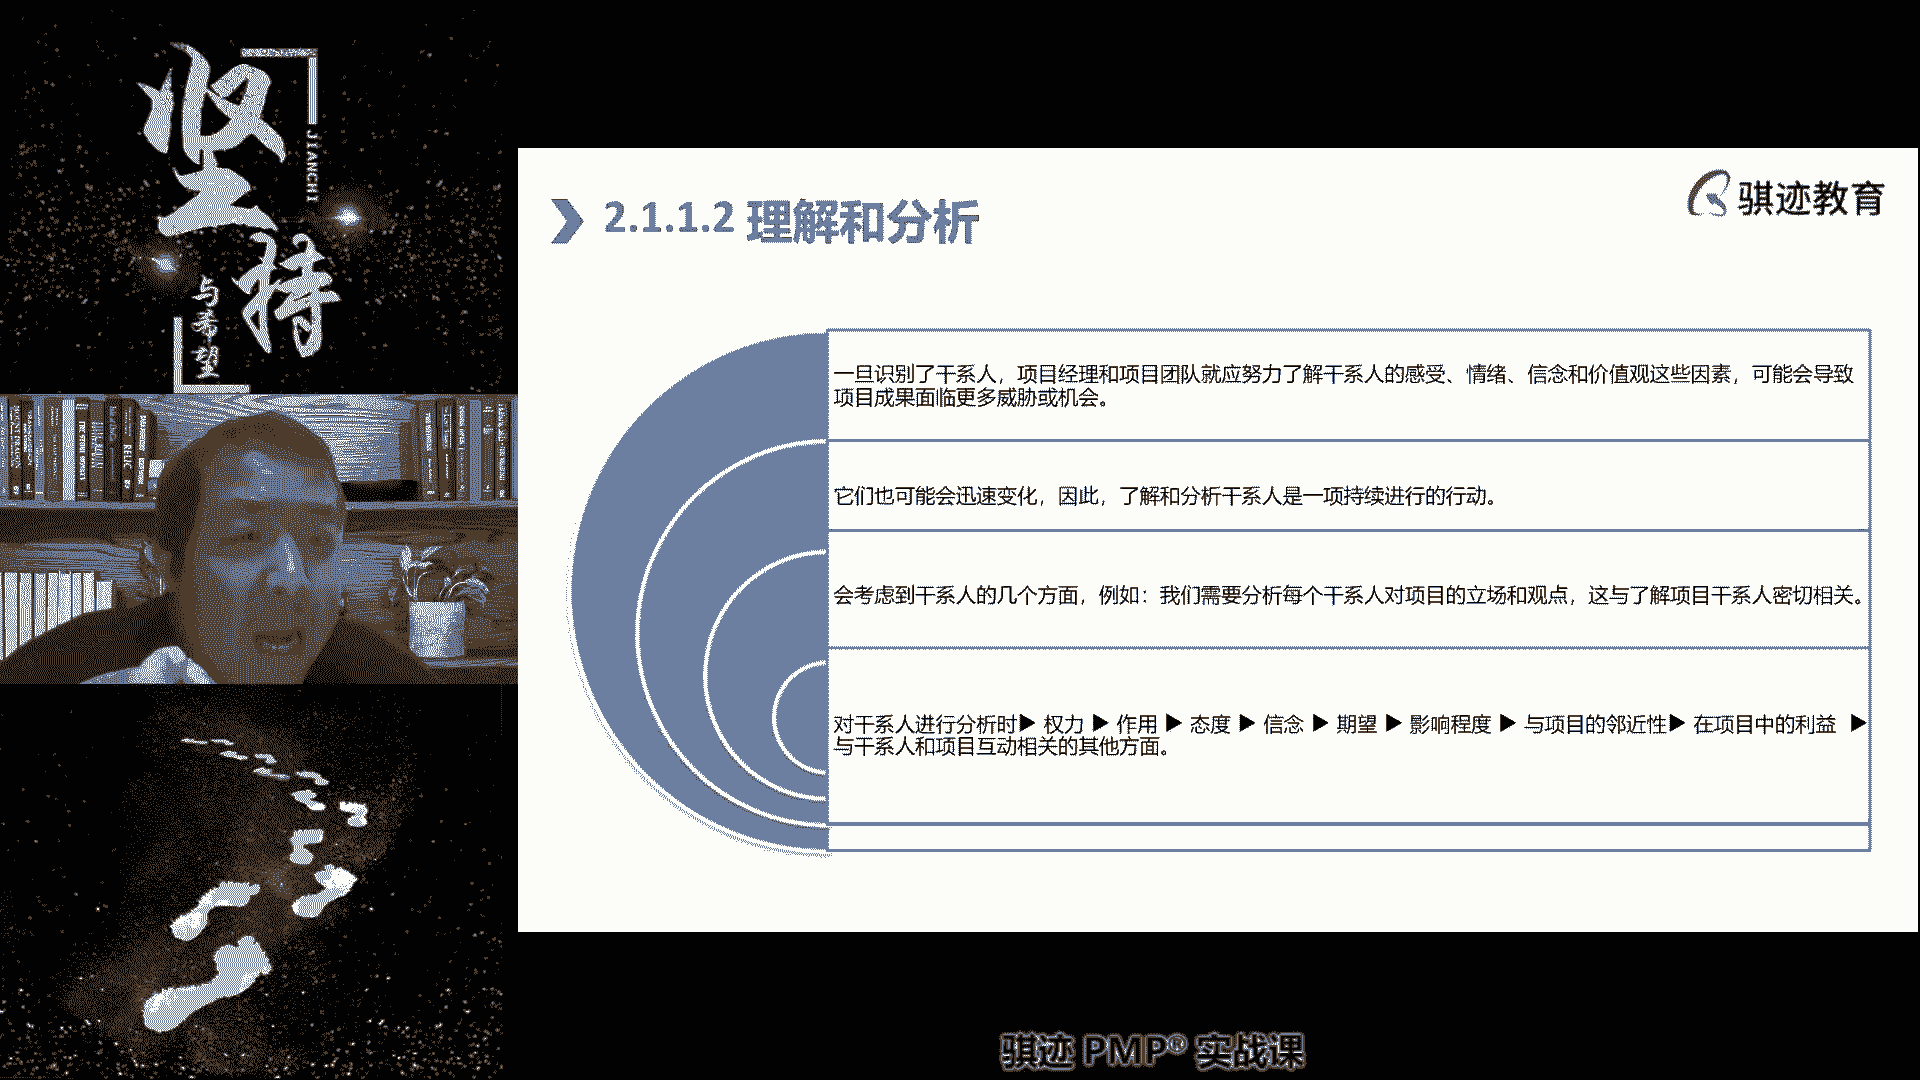 坚
JIANCHI
持
与希望
RELIC
2.1.1.2 理解和分析
骐迹教育
一旦识别了干系人，项目经理和项目团队就应努力了解干系人的感受、情绪、信念和价值观这些因素，可能会导致
项目成果面临更多威胁或机会。
它们也可能会迅速变化，因此，了解和分析干系人是一项持续进行的行动。
会考虑到干系人的几个方面，例如：我们需要分析每个干系人对项目的立场和观点，这与了解项目干系人密切相关。
对干系人进行分析时▶ 权力 ▶ 作用 ▶ 态度 ▶ 信念 ▶ 期望 ▶ 影响程度 ▶ 与项目的邻近性▶ 在项目中的利益 ▶
与干系人和项目互动相关的其他方面。
骐迹 PMP® 实战课